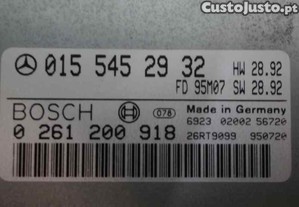 CustoJusto.pt
015 545 29 32 HW 28.92
FD 95M07 SW 28.92
BOSCH 078 Made in Germany
6923 02002 56720
0 261 200 918 26RT9099 950720